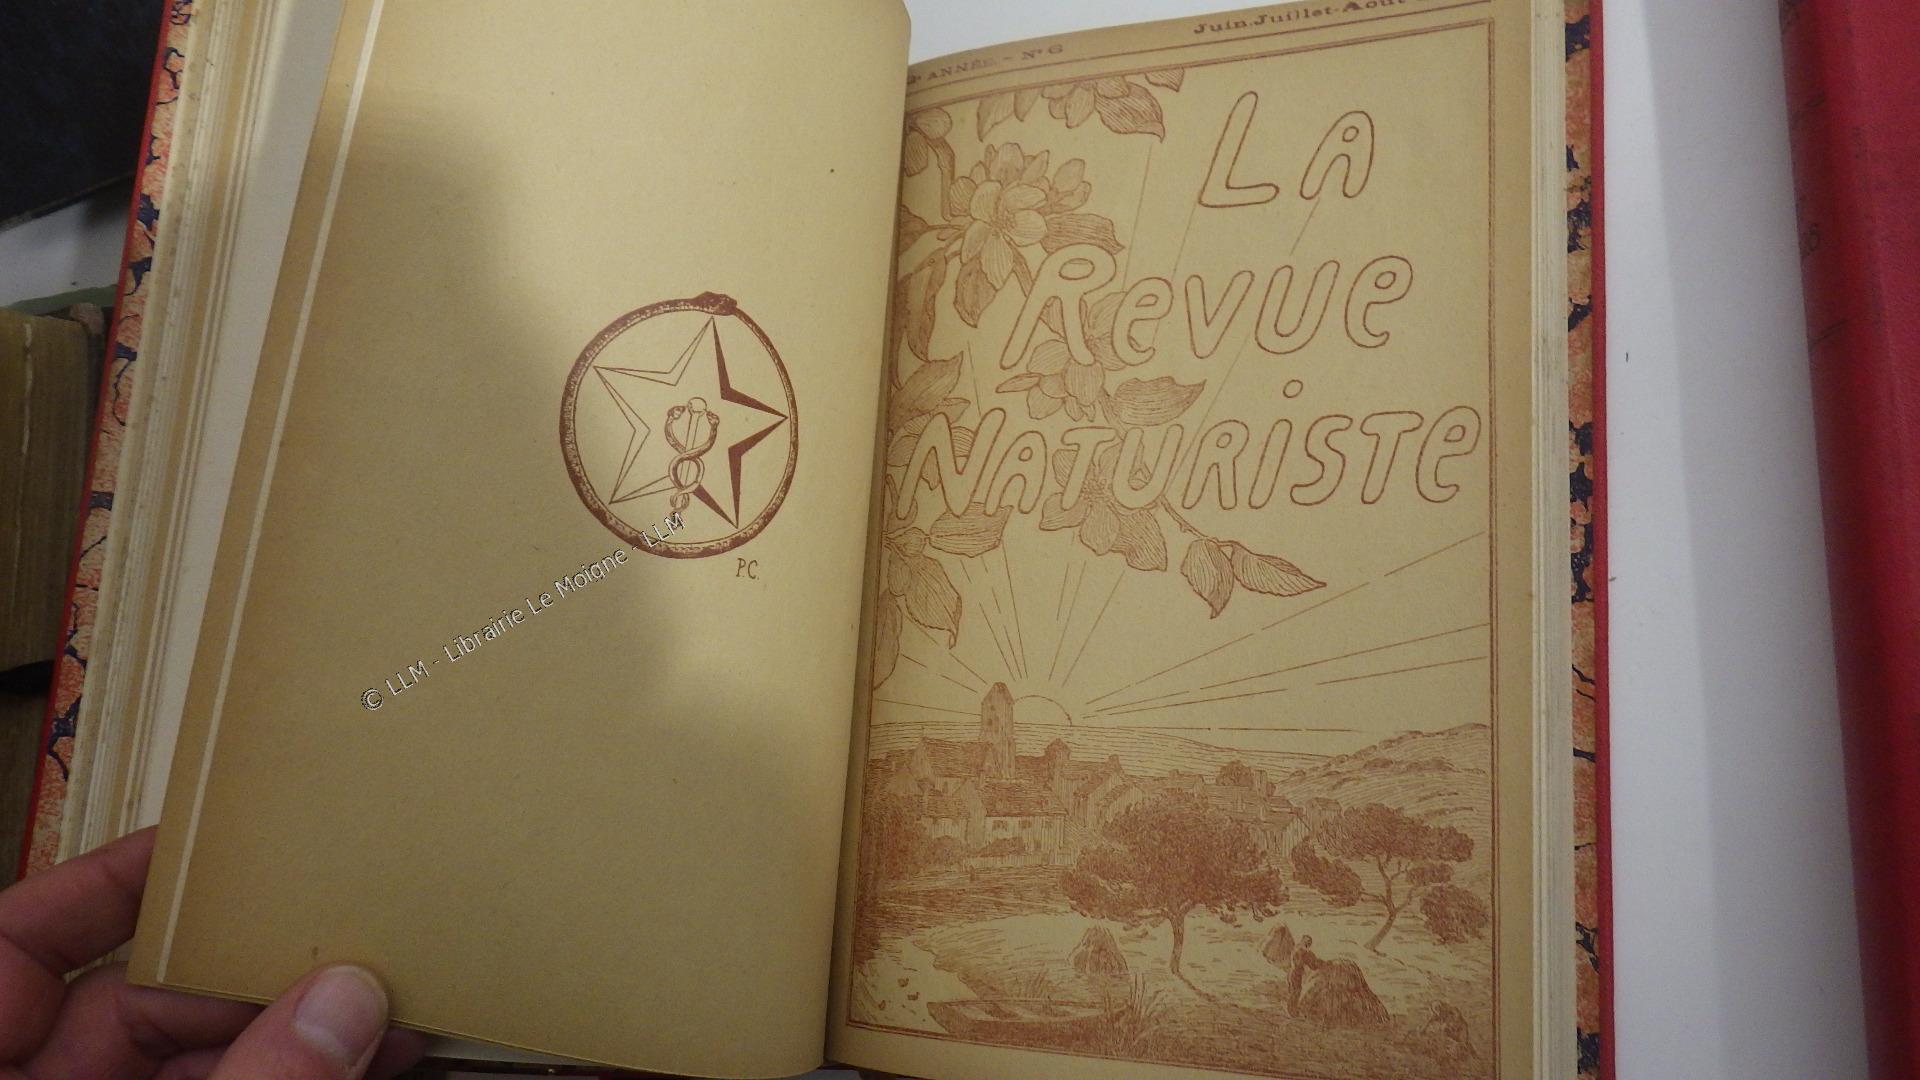 P.C.
© LLM - Librairie Le Moigne - LLM
ANNÉE. - N° 6
Juin.Juillet-Août
LA
Revue
NATURiSTe